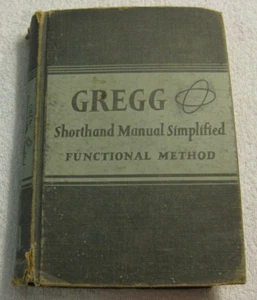 GREGG
Shorthand Manual Simplified
FUNCTIONAL METHOD